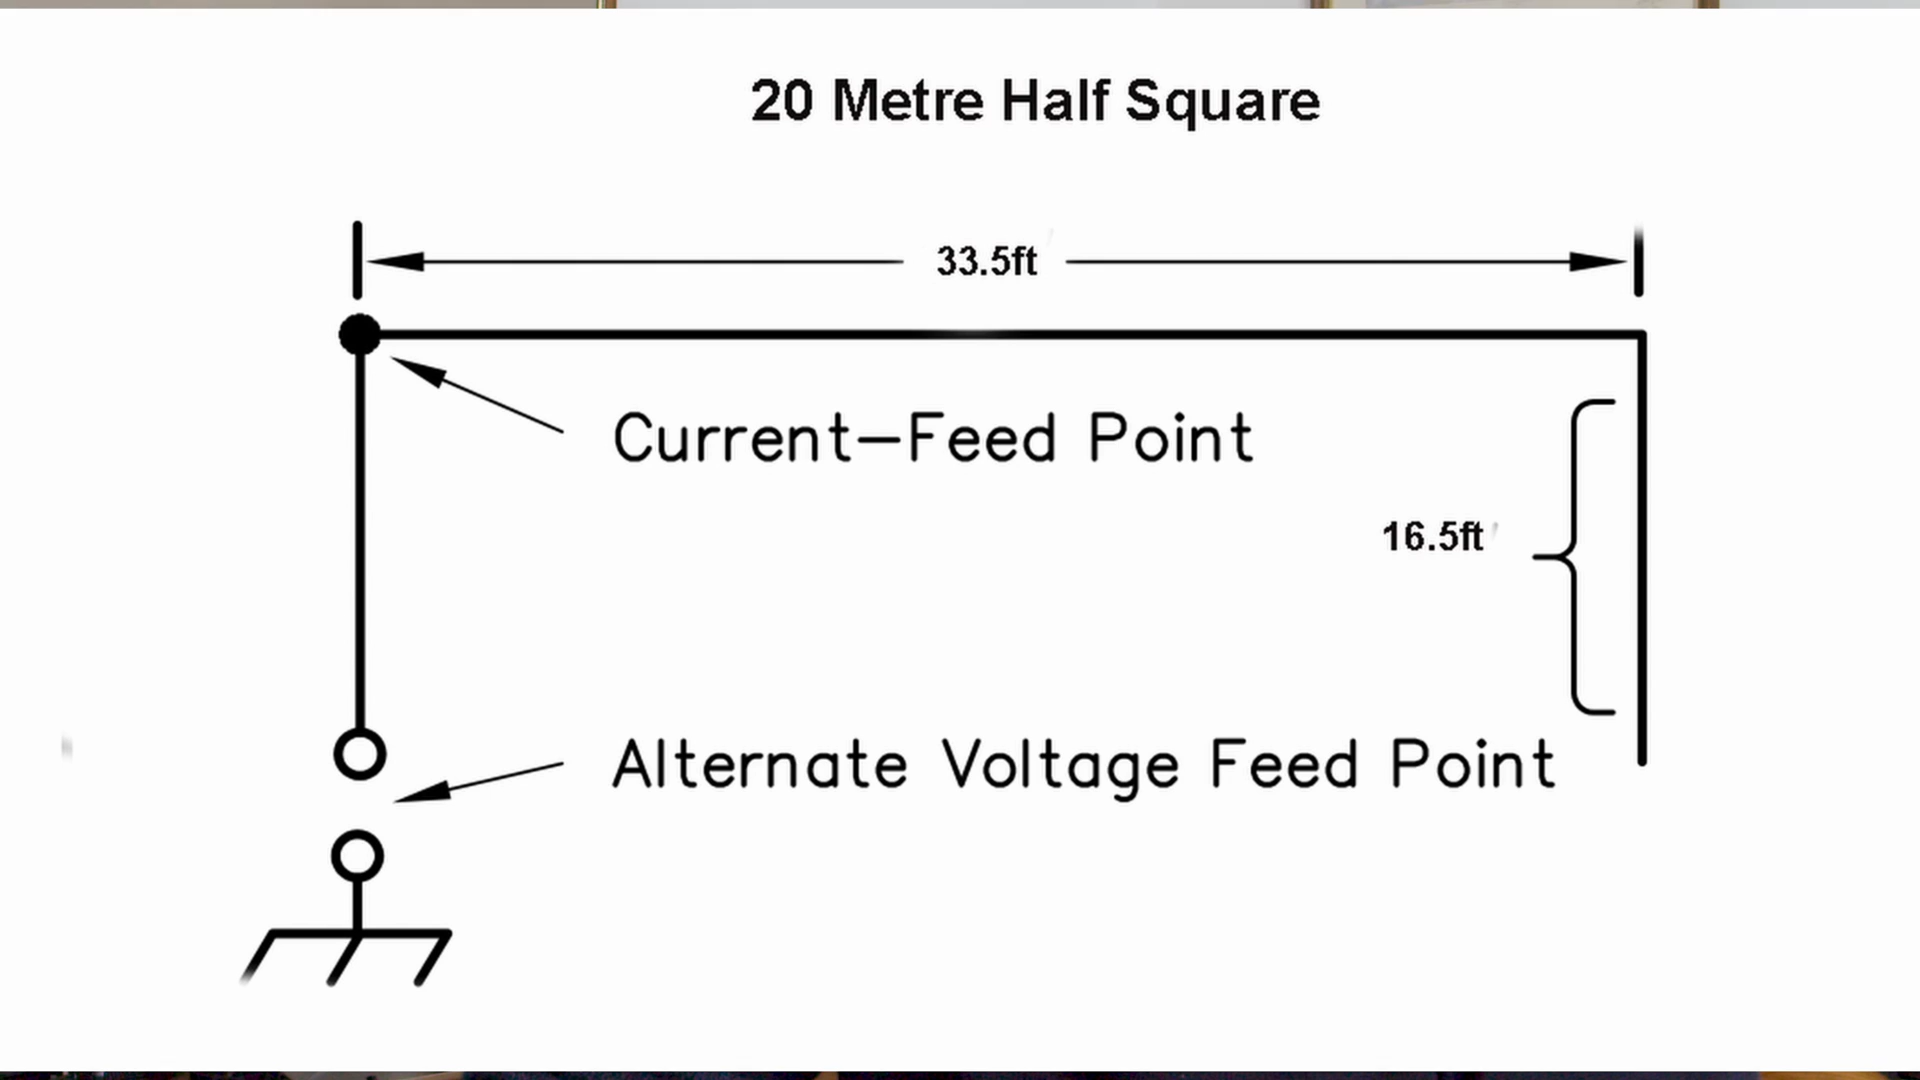 20 Metre Half Square
33.5ft
Current-Feed Point
16.5ft
Alternate Voltage Feed Point